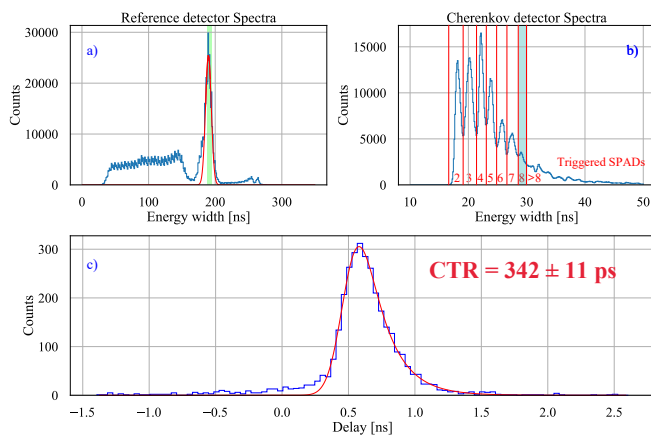 Reference detector Spectra
a)
Counts
30000
20000
10000
0
0
100
200
300
Energy width [ns]
Cherenkov detector Spectra
b)
Counts
15000
10000
5000
0
Triggered SPADs
2 3 4 5 6 7 8 >8
10
20
30
40
50
Energy width [ns]
c)
CTR = 342 ± 11 ps
Counts
300
200
100
0
−1.5
−1.0
−0.5
0.0
0.5
1.0
1.5
2.0
2.5
Delay [ns]